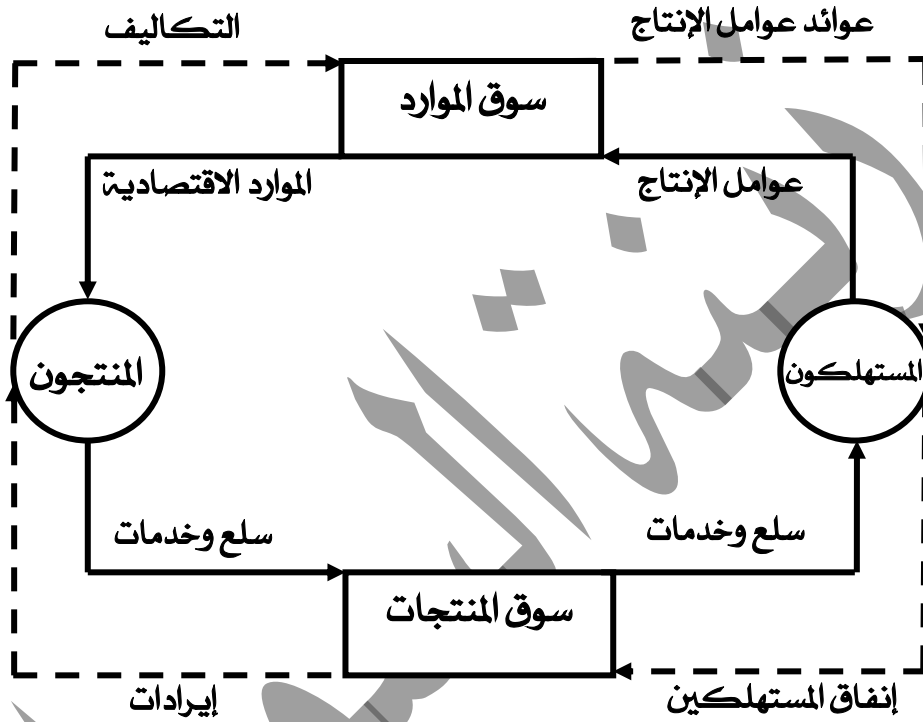 عوائد عوامل الإنتاج
التكاليف
سوق الموارد
عوامل الإنتاج
الموارد الاقتصادية
المستهلكون
المنتجون
سلع وخدمات
سلع وخدمات
سوق المنتجات
إنفاق المستهلكين
إيرادات